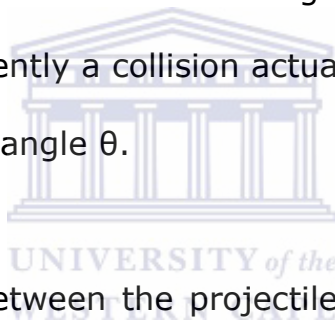 ently a collision actua
angle θ.
UNIVERSITY of the
etween the projectile
WESTERN CAPE